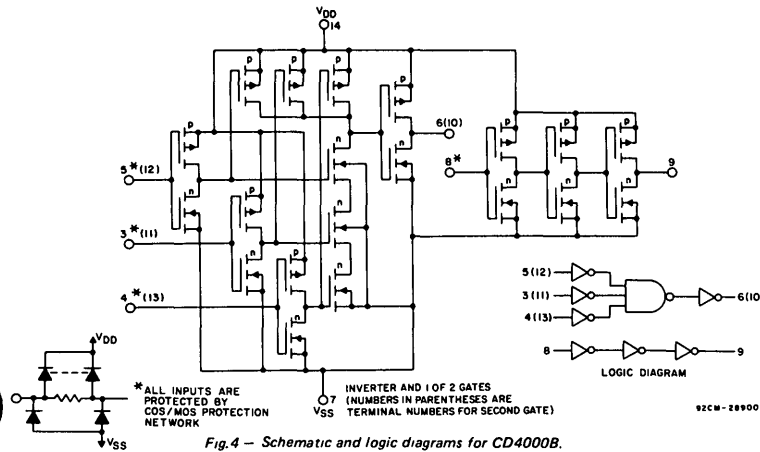 VDD
14
p
p
p
p
6(10)
p
p
p
p
n
n
5*(12)
8*
9
n
n
n
n
p
n
3*(11)
n
p
n
4*(13)
n
5(12)
3(11)
4(13)
6(10
8
9
LOGIC DIAGRAM
VDD
VSS
*ALL INPUTS ARE
PROTECTED BY
COS/MOS PROTECTION
NETWORK
7
VSS
INVERTER AND 1 OF 2 GATES
(NUMBERS IN PARENTHESES ARE
TERMINAL NUMBERS FOR SECOND GATE)
92CM-28900
Fig.4 — Schematic and logic diagrams for CD4000B.